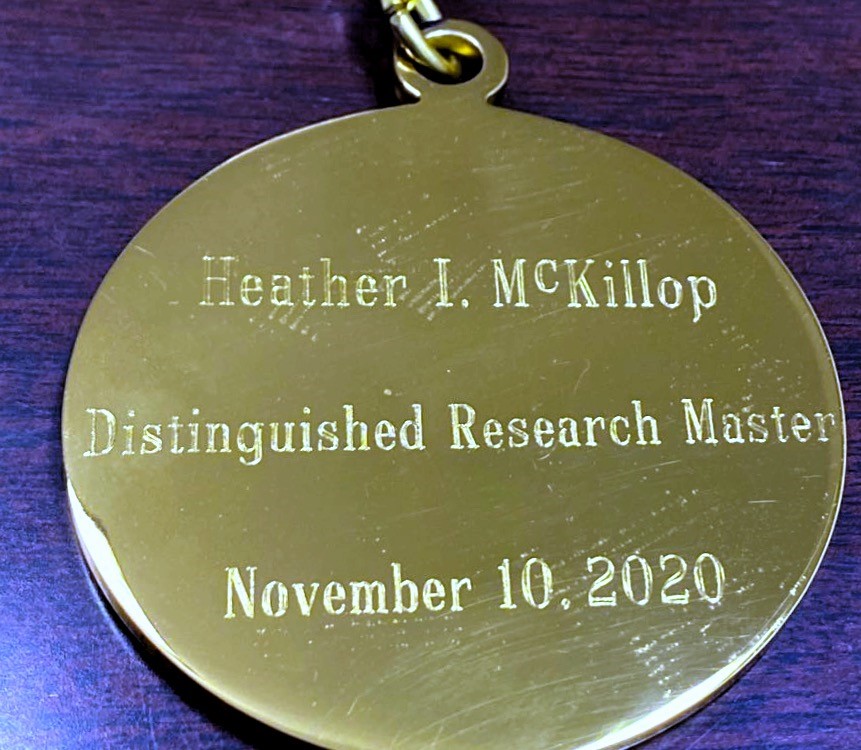 Heather I. McKillop
Distinguished Research Master
November 10. 2020